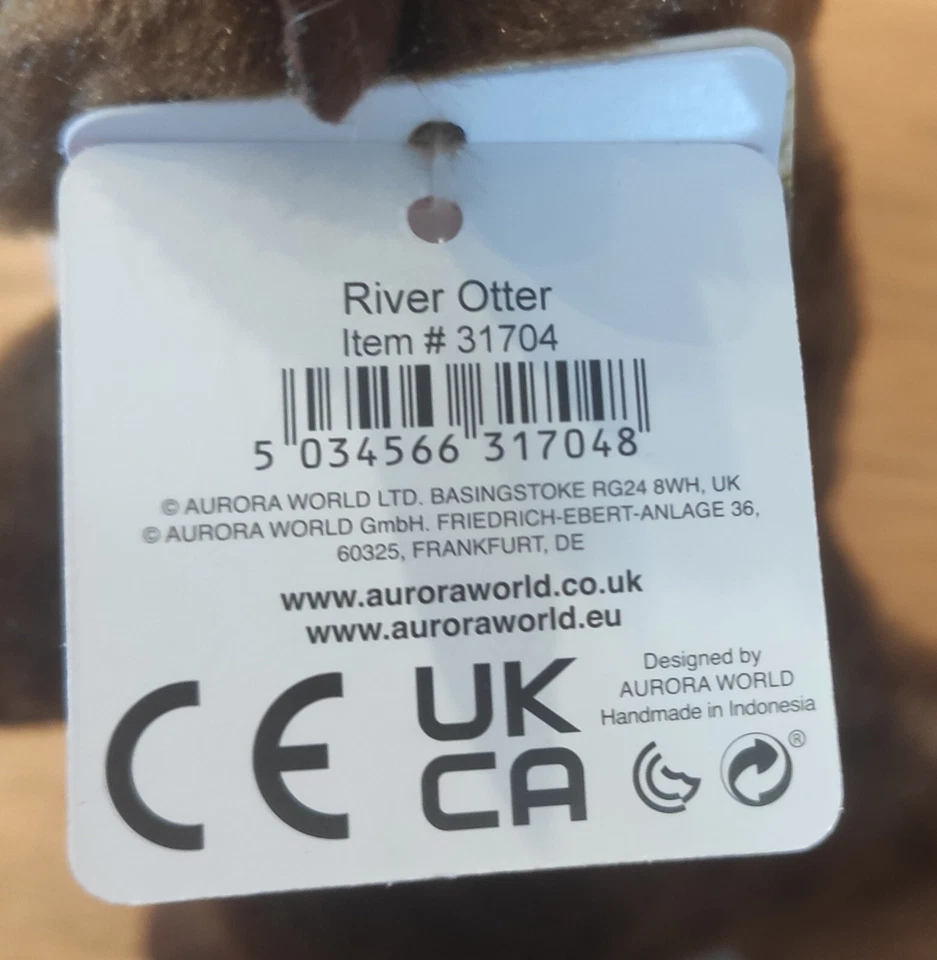 River Otter
Item # 31704
5 034566 317048
© AURORA WORLD LTD. BASINGSTOKE RG24 8WH, UK
© AURORA WORLD GmbH. FRIEDRICH-EBERT-ANLAGE 36,
60325, FRANKFURT, DE
www.auroraworld.co.uk
www.auroraworld.eu
CE
UK
CA
Designed by
AURORA WORLD
Handmade in Indonesia
®